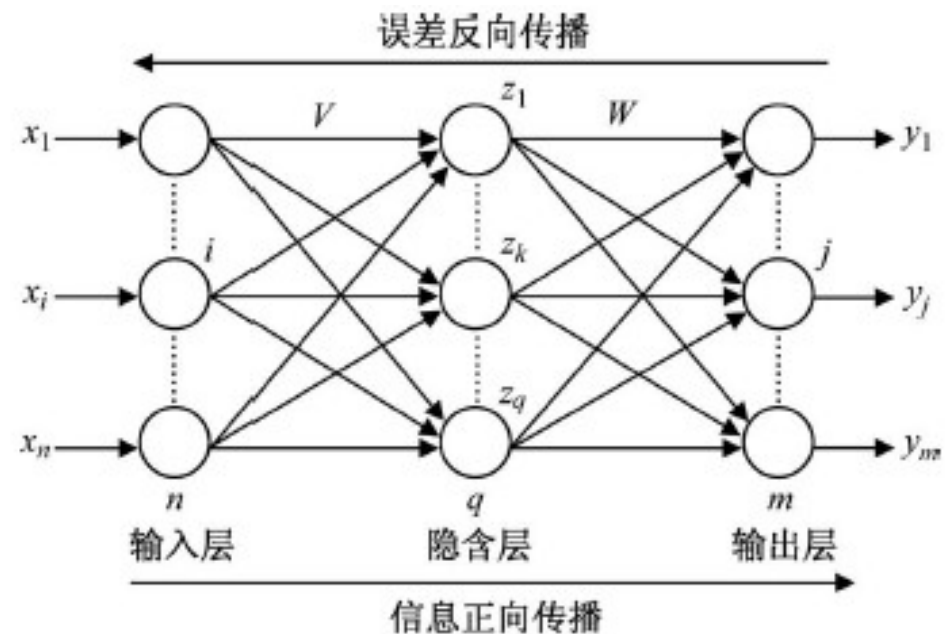 误差反向传播
z1
V W
x1 y1
i zk j
xi yj
zq
xn ym
n q m
输入层 隐含层 输出层
信息正向传播